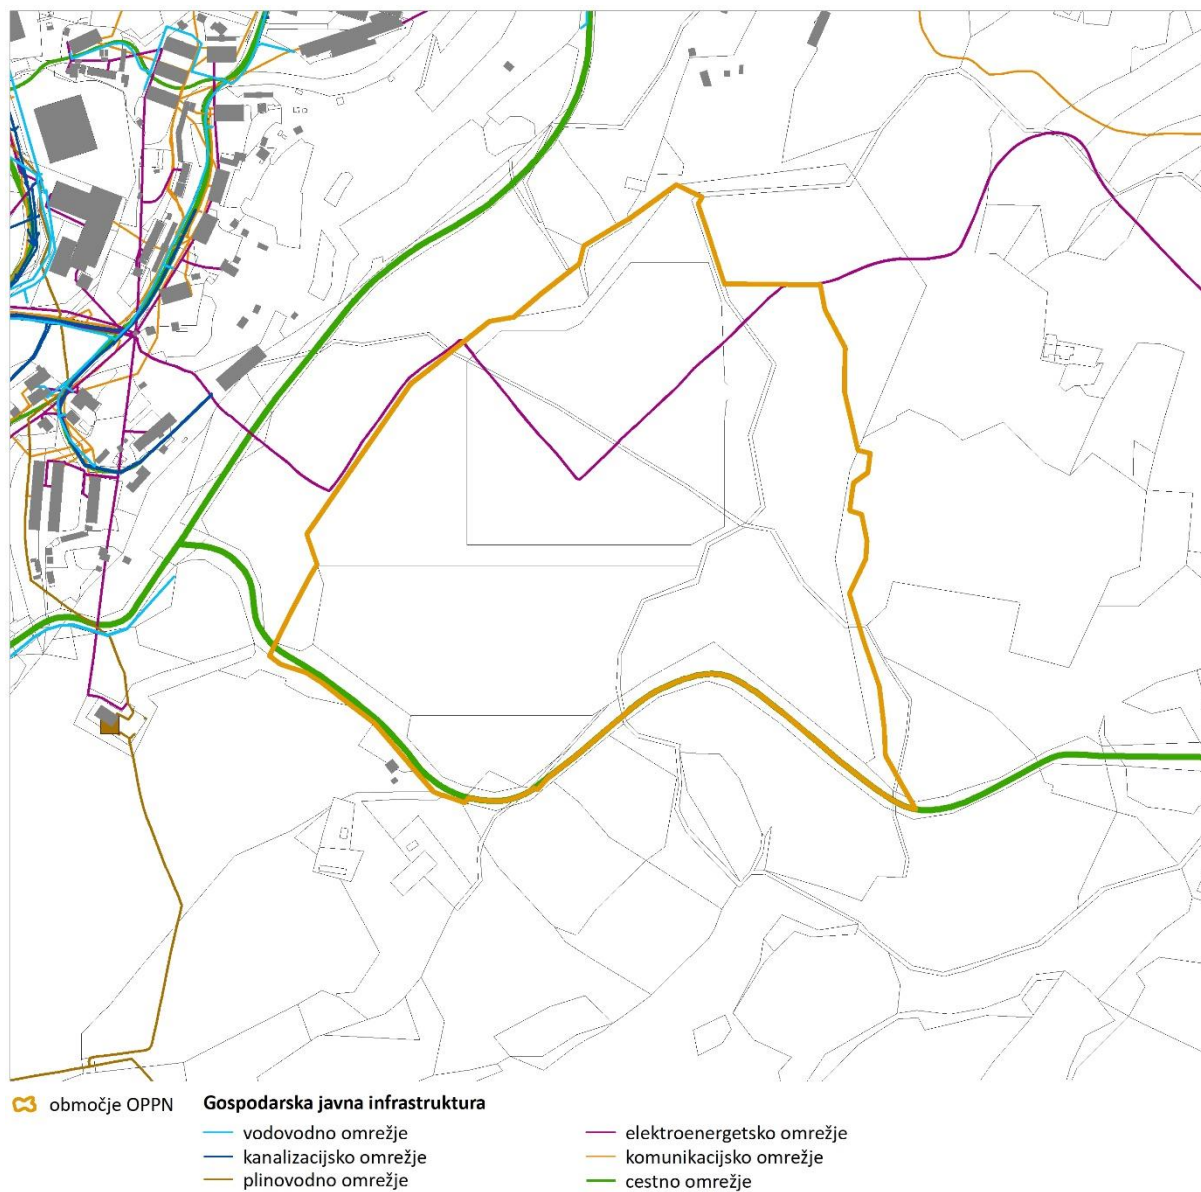 območje OPPN
Gospodarska javna infrastruktura
vodovodno omrežje
kanalizacijsko omrežje
plinovodno omrežje
elektroenergetsko omrežje
komunikacijsko omrežje
cestno omrežje